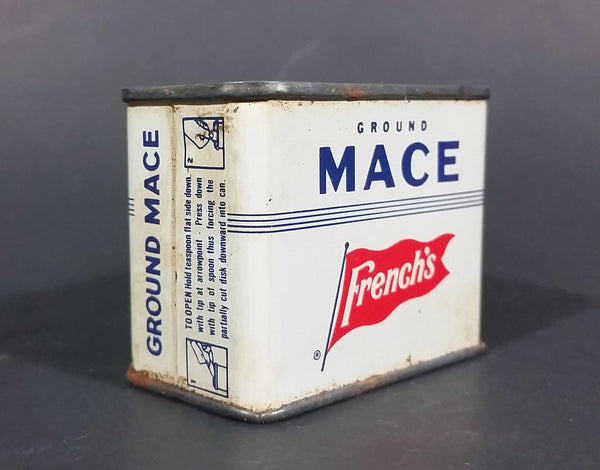 GROUND
MACE
French's
®
GROUND MACE
TO OPEN Hold teaspoon flat side down.
with tip at arrowpoint - Press down
with tip of spoon thus forcing the
partially cut disk downward into can.
1
2